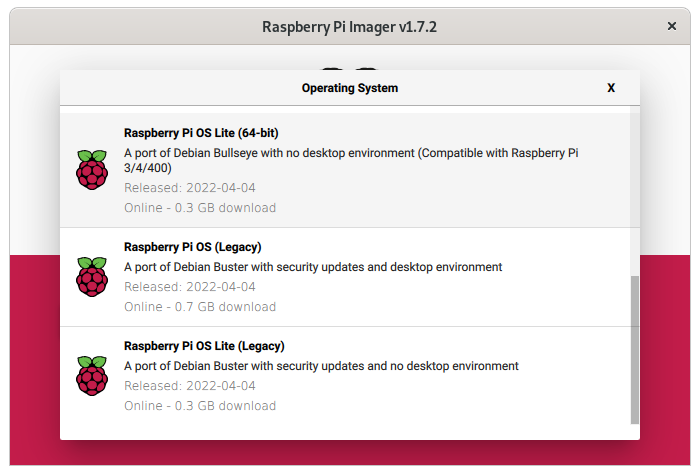 Raspberry Pi Imager v1.7.2
×
Operating System
X
Raspberry Pi OS Lite (64-bit)
A port of Debian Bullseye with no desktop environment (Compatible with Raspberry Pi
3/4/400)
Released: 2022-04-04
Online - 0.3 GB download
Raspberry Pi OS (Legacy)
A port of Debian Buster with security updates and desktop environment
Released: 2022-04-04
Online - 0.7 GB download
Raspberry Pi OS Lite (Legacy)
A port of Debian Buster with security updates and no desktop environment
Released: 2022-04-04
Online - 0.3 GB download